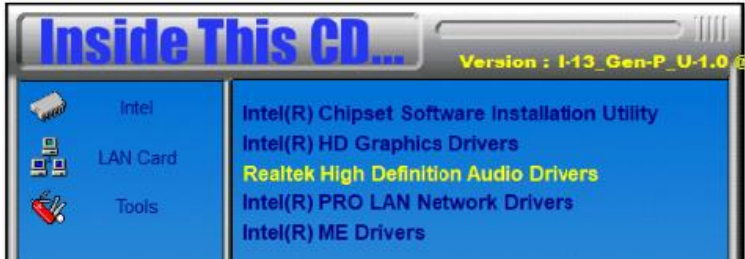 Inside This CD...
Version : I-13_Gen-P_U-1.0
Intel
LAN Card
Tools
Intel(R) Chipset Software Installation Utility
Intel(R) HD Graphics Drivers
Realtek High Definition Audio Drivers
Intel(R) PRO LAN Network Drivers
Intel(R) ME Drivers